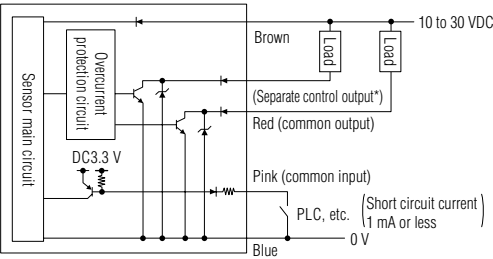 10 to 30 VDC
Brown
Load
Load
Overcurrent
protection circuit
Sensor main circuit
(Separate control output*)
Red (common output)
DC3.3 V
Pink (common input)
PLC, etc.
(Short circuit current
1 mA or less)
0 V
Blue